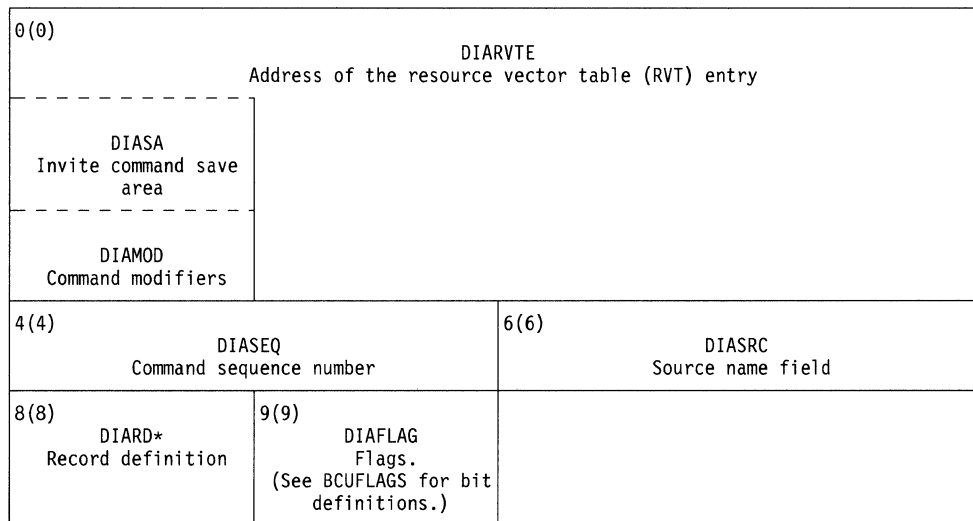 0(0)
DIARVTE
Address of the resource vector table (RVT) entry
DIASA
Invite command save
area
DIAMOD
Command modifiers
4(4)
DIASEQ
Command sequence number
6(6)
DIASRC
Source name field
8(8)
DIARD*
Record definition
9(9)
DIAFLAG
Flags.
(See BCUFLAGS for bit
definitions.)